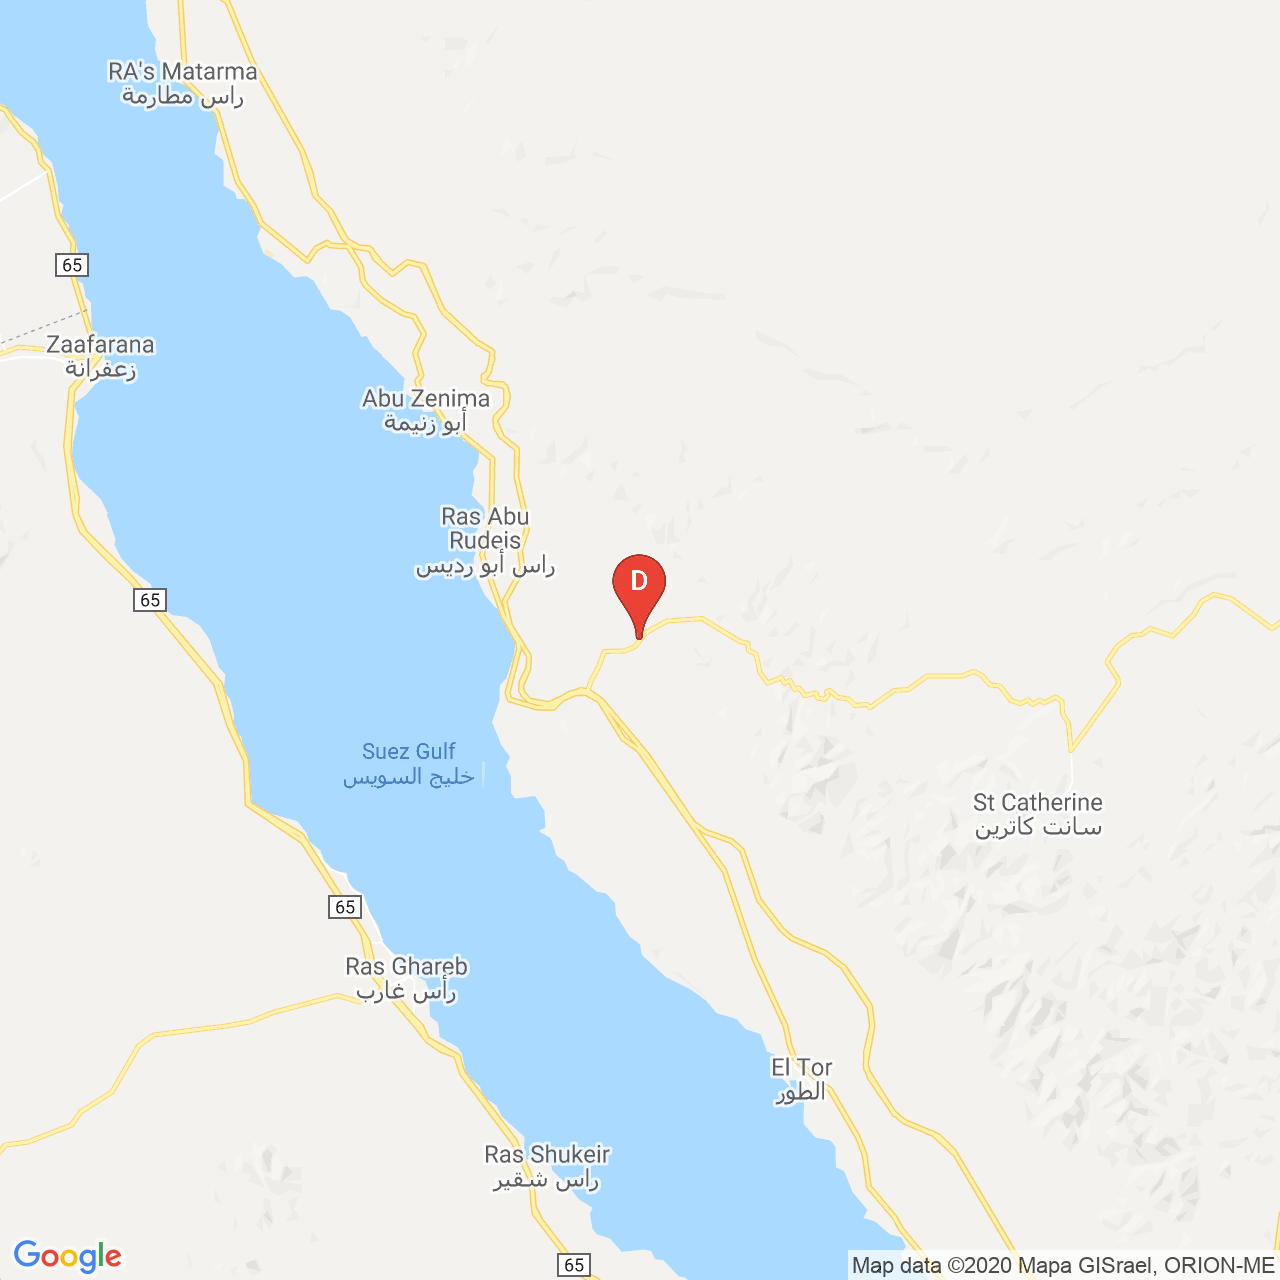 RA's Matarma
راس مطارمة
65
Zaafarana
زعفرانة
Abu Zenima
أبو زنيمة
Ras Abu
Rudeis
راس أبو رديس
D
65
Suez Gulf
خليج السويس
St Catherine
سانت كاترين
65
Ras Ghareb
رأس غارب
El Tor
الطور
Ras Shukeir
راس شقير
65
Google
Map data ©2020 Mapa GISrael, ORION-ME